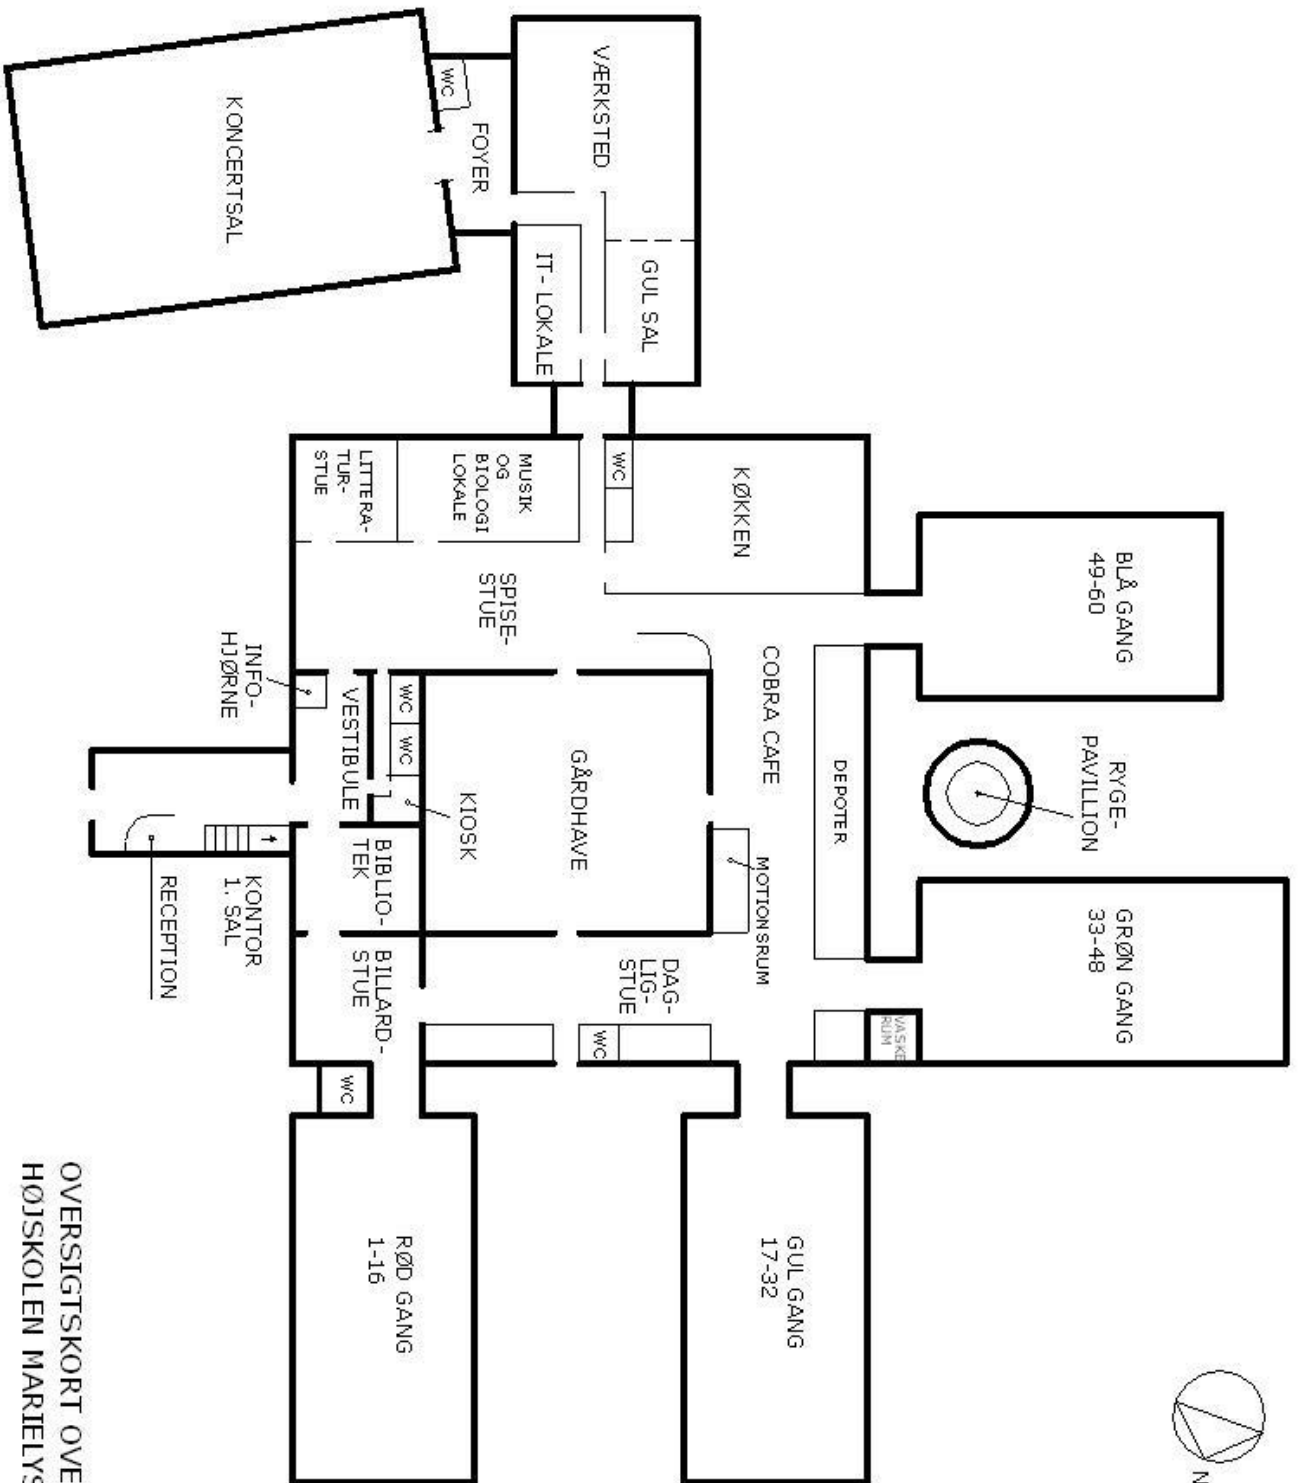 KONCERTSAL
WC
FOYER
VÆRKSTED
IT-LOKALE
GUL SAL
LITTERA-
TUR-
STUE
MUSIK
OG
BIOLOGI
LOKALE
WC
KØKKEN
BLÅ GANG
49-60
SPISE-
STUE
COBRA CAFE
INFO-
HJØRNE
VESTIBULE
WC
WC
KIOSK
GÅRDHAVE
DEPOTER
RYGE-
PAVILLION
MOTIONSRUM
BIBLIO-
TEK
KONTOR
1. SAL
RECEPTION
BILLARD-
STUE
DAG-
LIG-
STUE
WC
WC
VASKE
RUM
GRØN GANG
33-48
RØD GANG
1-16
GUL GANG
17-32
N
OVERSIGTSKORT OVE
HØJSKOLEN MARIELYS